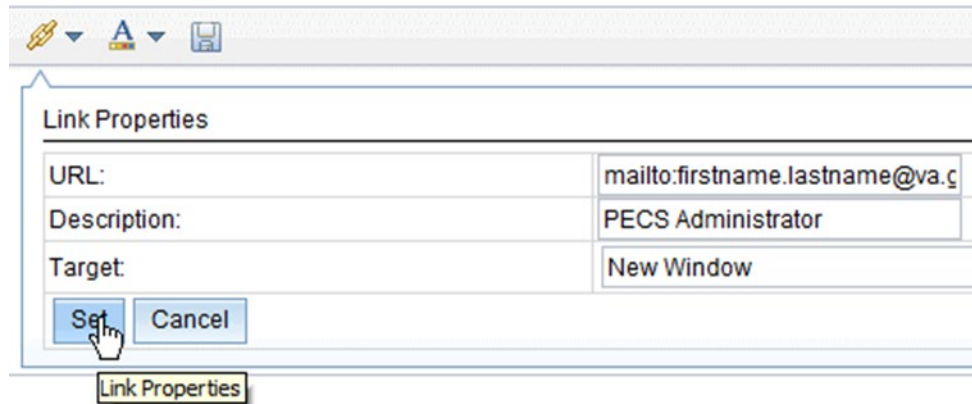 A
Link Properties
URL: mailto:firstname.lastname@va.g
Description: PECS Administrator
Target: New Window
Set Cancel
Link Properties